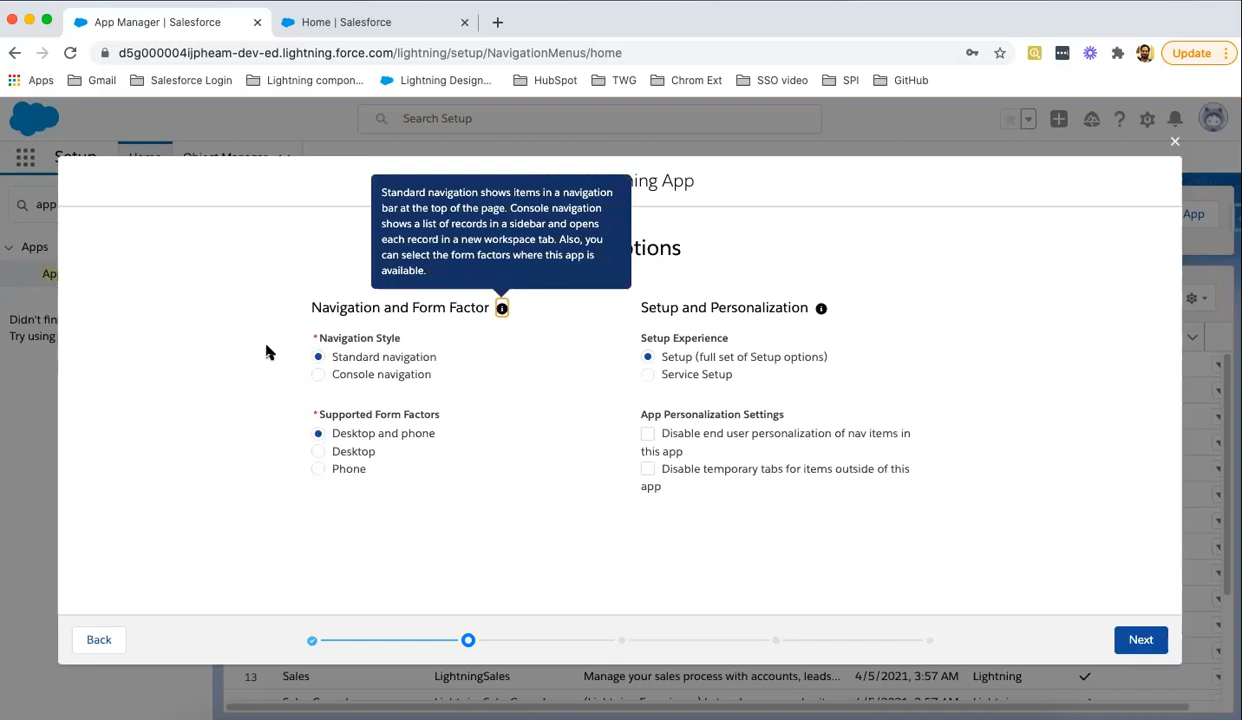 App Manager | Salesforce
Home | Salesforce
d5g000004ijpheam-dev-ed.lightning.force.com/lightning/setup/NavigationMenus/home
Update
Apps
Gmail
Salesforce Login
Lightning compon...
Lightning Design...
HubSpot
TWG
Chrom Ext
SSO video
SPI
GitHub
Search Setup
Setup
Home
Object Manager
ning App
Standard navigation shows items in a navigation
bar at the top of the page. Console navigation
shows a list of records in a sidebar and opens
each record in a new workspace tab. Also, you
can select the form factors where this app is
available.
app
App
Apps
Ap
Didn't fin
Try using
tions
Navigation and Form Factor
*Navigation Style
Standard navigation
Console navigation
*Supported Form Factors
Desktop and phone
Desktop
Phone
Setup and Personalization
Setup Experience
Setup (full set of Setup options)
Service Setup
App Personalization Settings
Disable end user personalization of nav items in
this app
Disable temporary tabs for items outside of this
app
Back
Next
13 Sales LightningSales Manage your sales process with accounts, leads... 4/5/2021, 3:57 AM Lightning